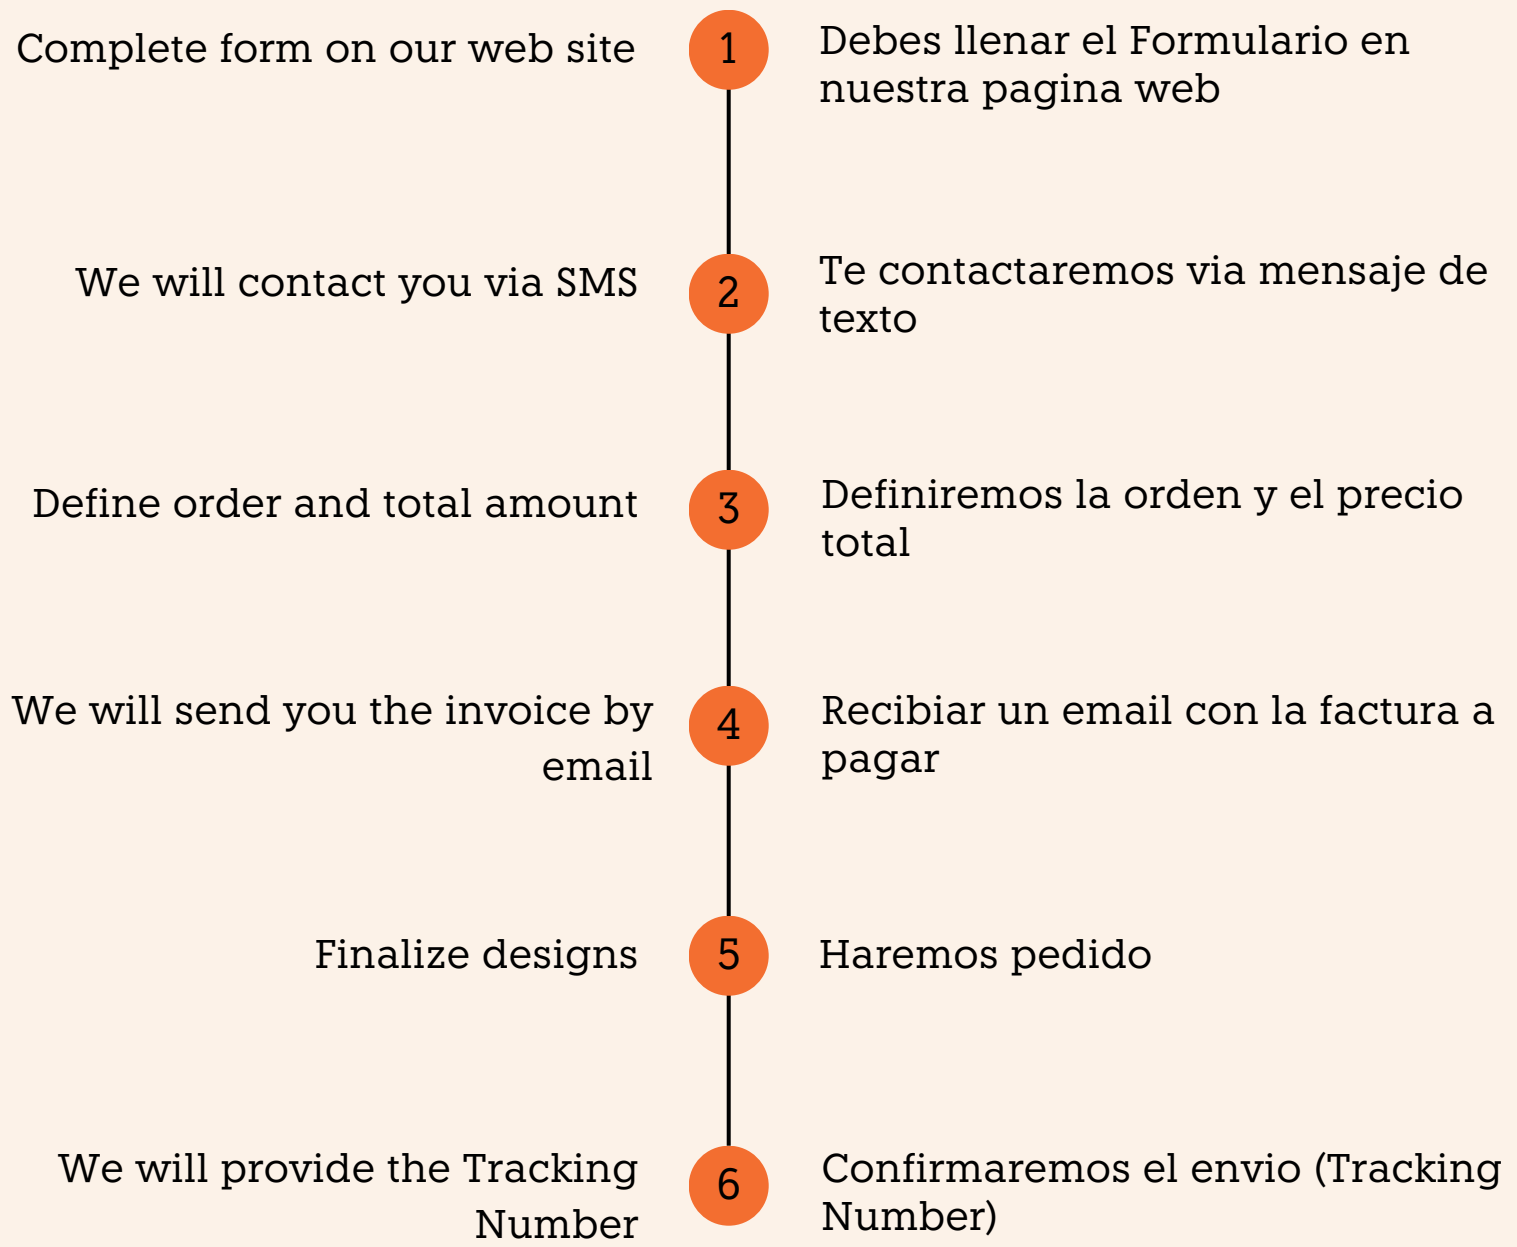 Complete form on our web site
1
Debes llenar el Formulario en
nuestra pagina web
We will contact you via SMS
2
Te contactaremos via mensaje de
texto
Define order and total amount
3
Definiremos la orden y el precio
total
We will send you the invoice by
email
4
Recibiar un email con la factura a
pagar
Finalize designs
5
Haremos pedido
We will provide the Tracking
Number
6
Confirmaremos el envio (Tracking
Number)